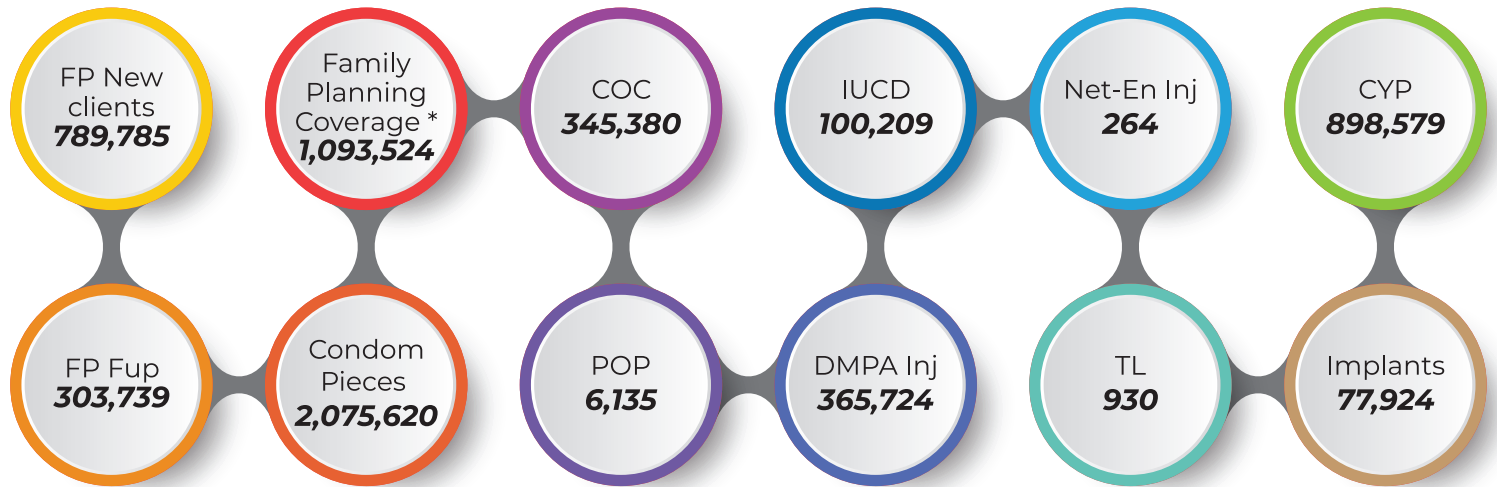 FP New
clients
789,785
Family
Planning
Coverage *
1,093,524
COC
345,380
IUCD
100,209
Net-En Inj
264
CYP
898,579
FP Fup
303,739
Condom
Pieces
2,075,620
POP
6,135
DMPA Inj
365,724
TL
930
Implants
77,924